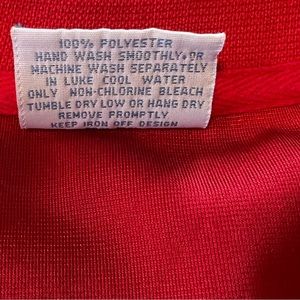 100% POLYESTER
HAND WASH SMOOTHLY. OR
MACHINE WASH SEPARATELY
IN LUKE COOL WATER
ONLY NON-CHLORINE BLEACH
TUMBLE DRY LOW OR HANG DRY
REMOVE PROMPTLY
KEEP IRON OFF DESIGN